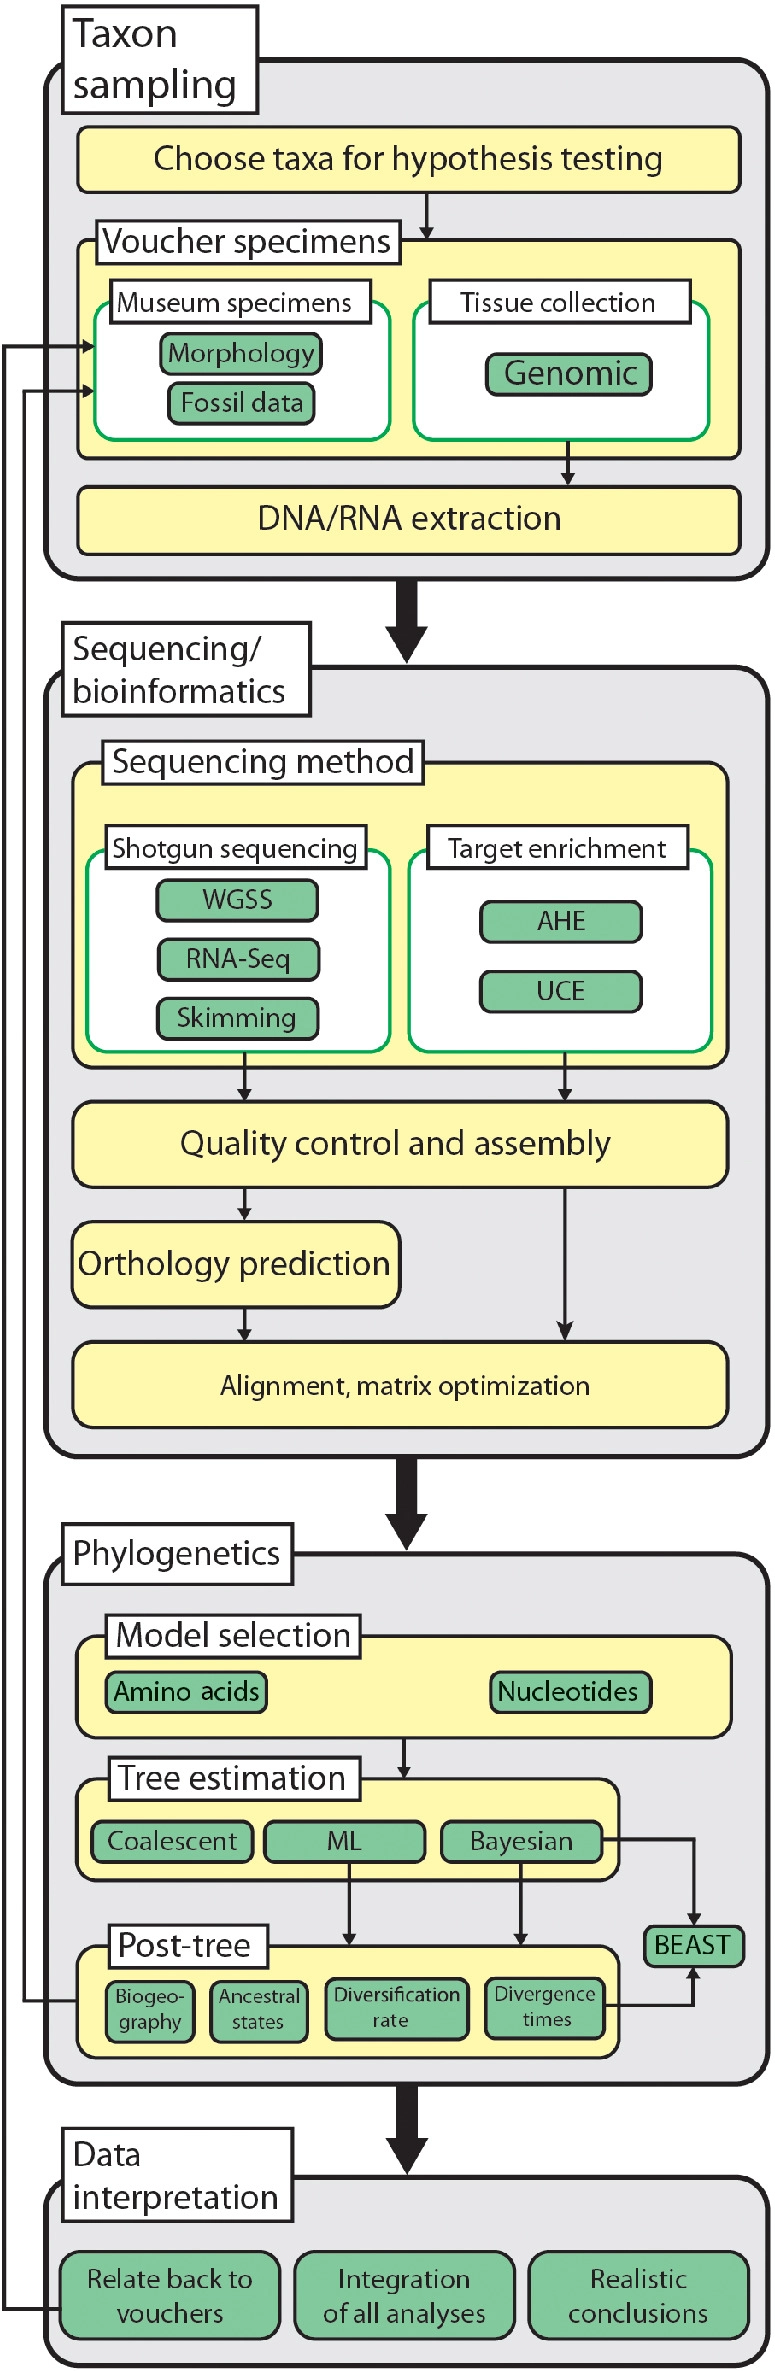 Taxon
sampling
Choose taxa for hypothesis testing
Voucher specimens
Museum specimens
Morphology
Fossil data
Tissue collection
Genomic
DNA/RNA extraction
Sequencing/
bioinformatics
Sequencing method
Shotgun sequencing
WGSS
RNA-Seq
Skimming
Target enrichment
AHE
UCE
Quality control and assembly
Orthology prediction
Alignment, matrix optimization
Phylogenetics
Model selection
Amino acids
Nucleotides
Tree estimation
Coalescent
ML
Bayesian
BEAST
Post-tree
Biogeo-
graphy
Ancestral
states
Diversification
rate
Divergence
times
Data
interpretation
Relate back to
vouchers
Integration
of all analyses
Realistic
conclusions